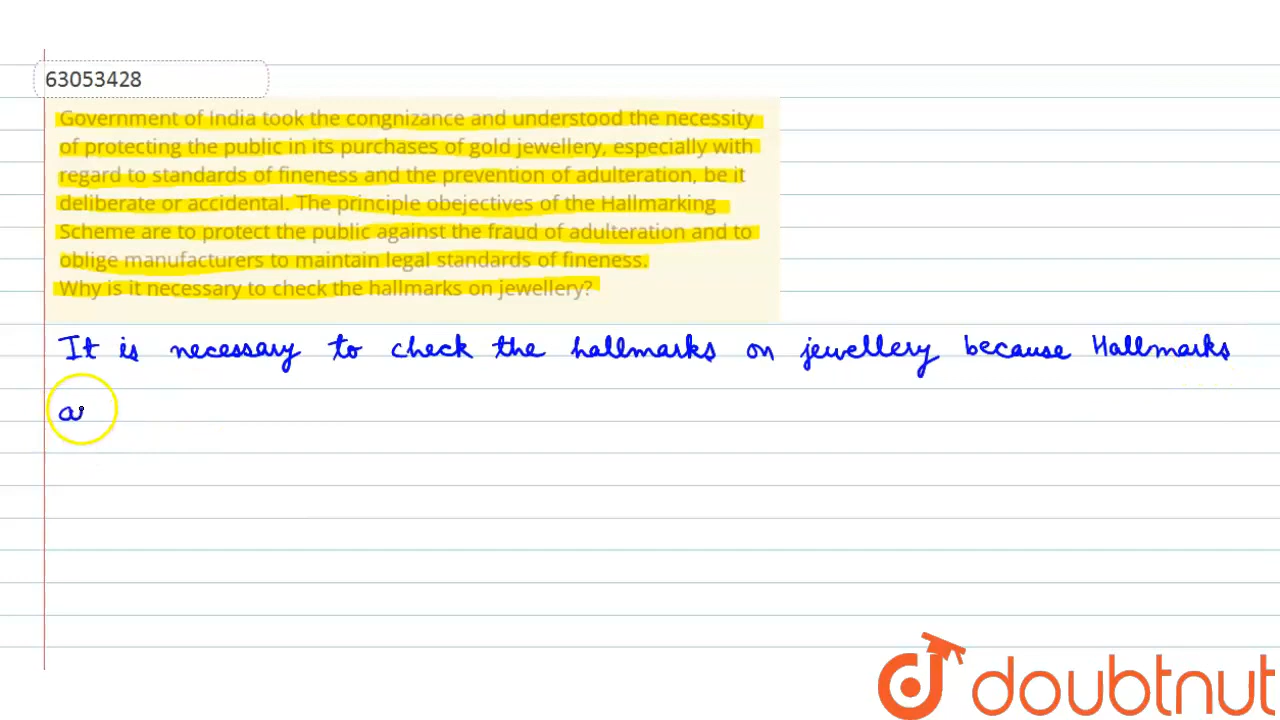 63053428
Government of India took the congnizance and understood the necessity
of protecting the public in its purchases of gold jewellery, especially with
regard to standards of fineness and the prevention of adulteration, be it
deliberate or accidental. The principle obejectives of the Hallmarking
Scheme are to protect the public against the fraud of adulteration and to
oblige manufacturers to maintain legal standards of fineness.
Why is it necessary to check the hallmarks on jewellery?
It is necessary to check the hallmarks on jewellery because Hallmarks
doubtnut